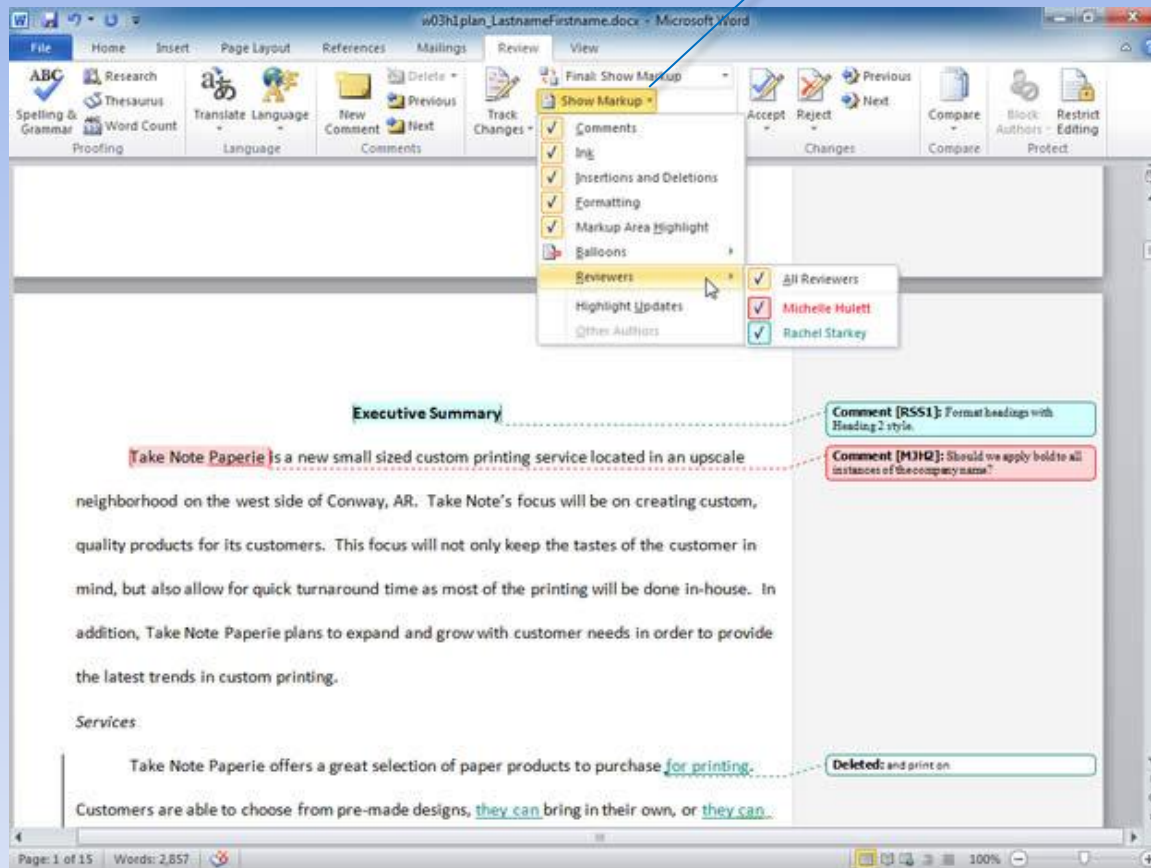 w03h1plan_LastnameFirstname.docx - Microsoft Word
File Home Insert Page Layout References Mailings Review View
ABC Spelling & Grammar
Research
Thesaurus
Word Count
Proofing
Translate
Language
Language
New Comment
Delete
Previous
Next
Comments
Track Changes
Final: Show Markup
Show Markup
Comments
Ink
Insertions and Deletions
Formatting
Markup Area Highlight
Balloons
Reviewers
Highlight Updates
Other Authors
All Reviewers
Michelle Hulett
Rachel Starkey
Accept
Reject
Previous
Next
Changes
Compare
Compare
Block Authors
Restrict Editing
Protect
Executive Summary
Comment [RSS1]: Format headings with
Heading 2 style.
Take Note Paperie is a new small sized custom printing service located in an upscale
Comment [MJH2]: Should we apply bold to all
instances of the company name?
neighborhood on the west side of Conway, AR. Take Note's focus will be on creating custom,
quality products for its customers. This focus will not only keep the tastes of the customer in
mind, but also allow for quick turnaround time as most of the printing will be done in-house. In
addition, Take Note Paperie plans to expand and grow with customer needs in order to provide
the latest trends in custom printing.
Services
Take Note Paperie offers a great selection of paper products to purchase for printing.
Deleted: and print on
Customers are able to choose from pre-made designs, they can bring in their own, or they can
Page: 1 of 15 Words: 2,857 100%